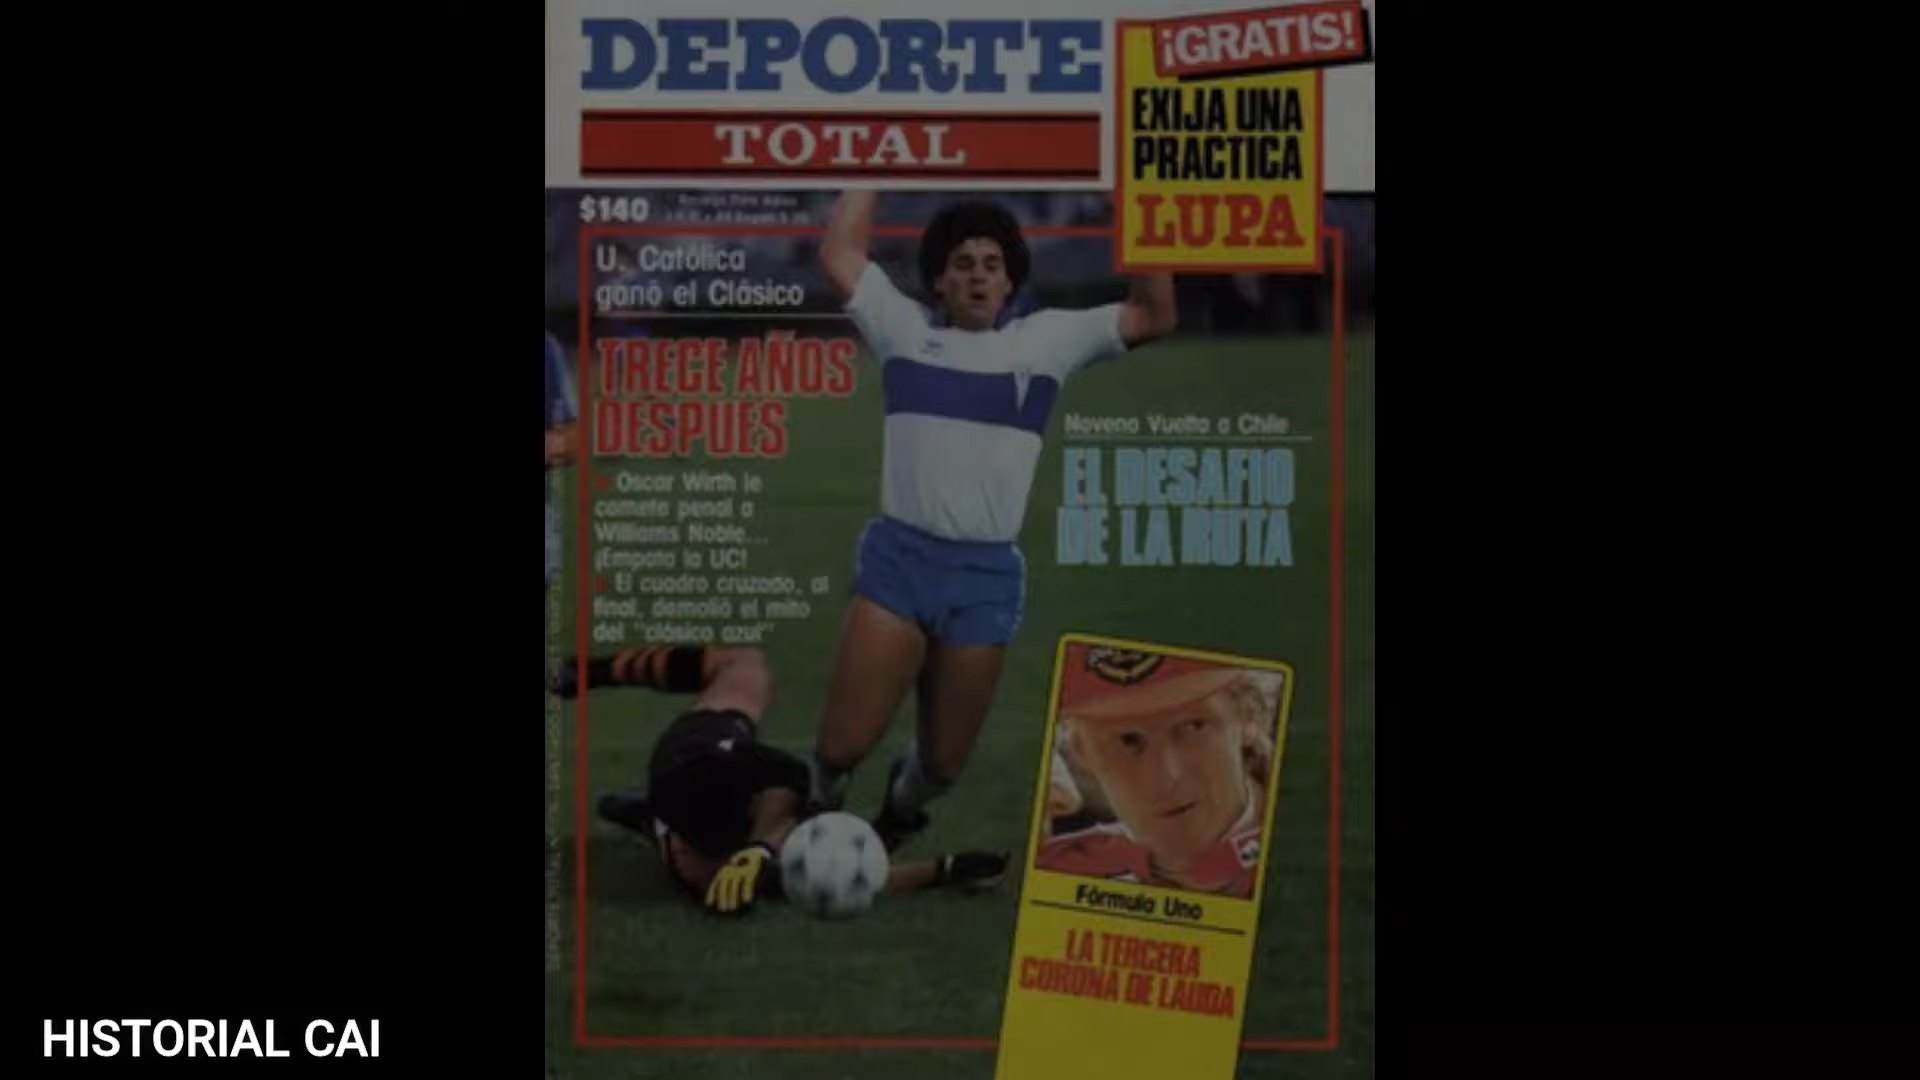 DEPORTE
TOTAL
¡GRATIS!
EXIJA UNA
PRACTICA
LUPA
$140
U. Católica
ganó el Clásico
TRECE AÑOS
DESPUES
Oscar Wirth le
comete penal a
Williams Noble...
¡Empata la UC!
El cuadro cruzado, al
final, demolió el mito
del "clásico azul"
Novena Vuelta a Chile
EL DESAFIO
DE LA RUTA
Fórmula Uno
LA TERCERA
CORONA DE LAUDA
HISTORIAL CAI